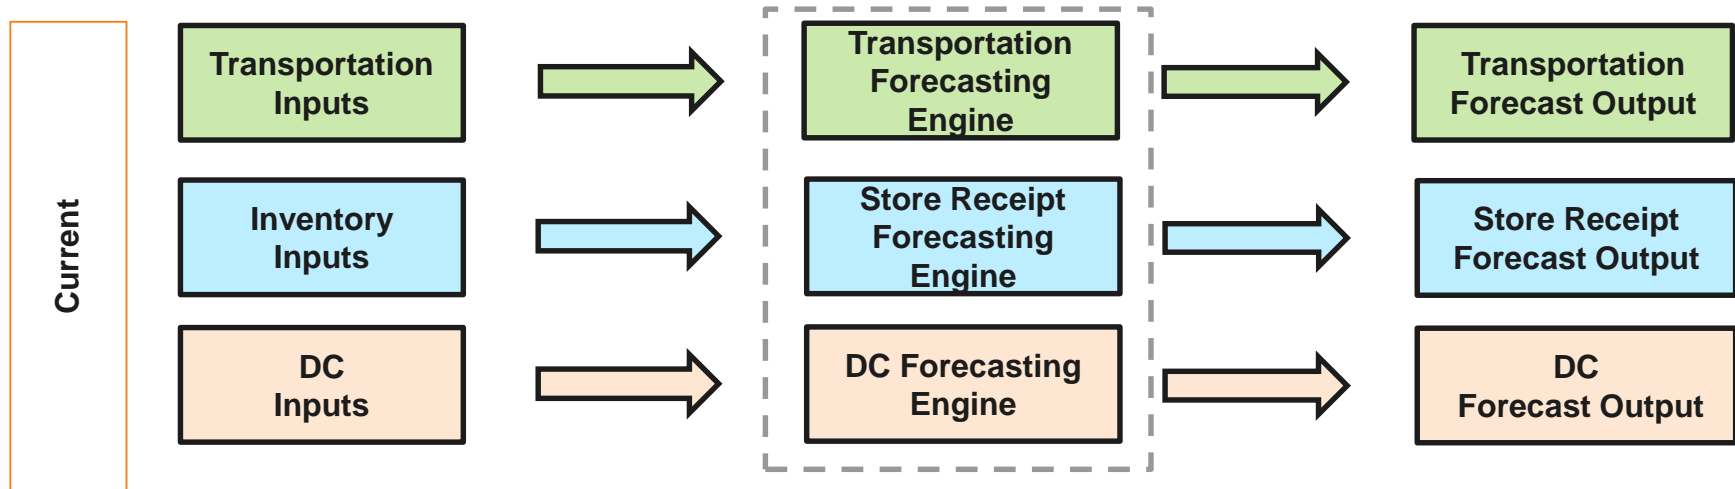 Current
Transportation
Inputs
Transportation
Forecasting
Engine
Transportation
Forecast Output
Inventory
Inputs
Store Receipt
Forecasting
Engine
Store Receipt
Forecast Output
DC
Inputs
DC Forecasting
Engine
DC
Forecast Output